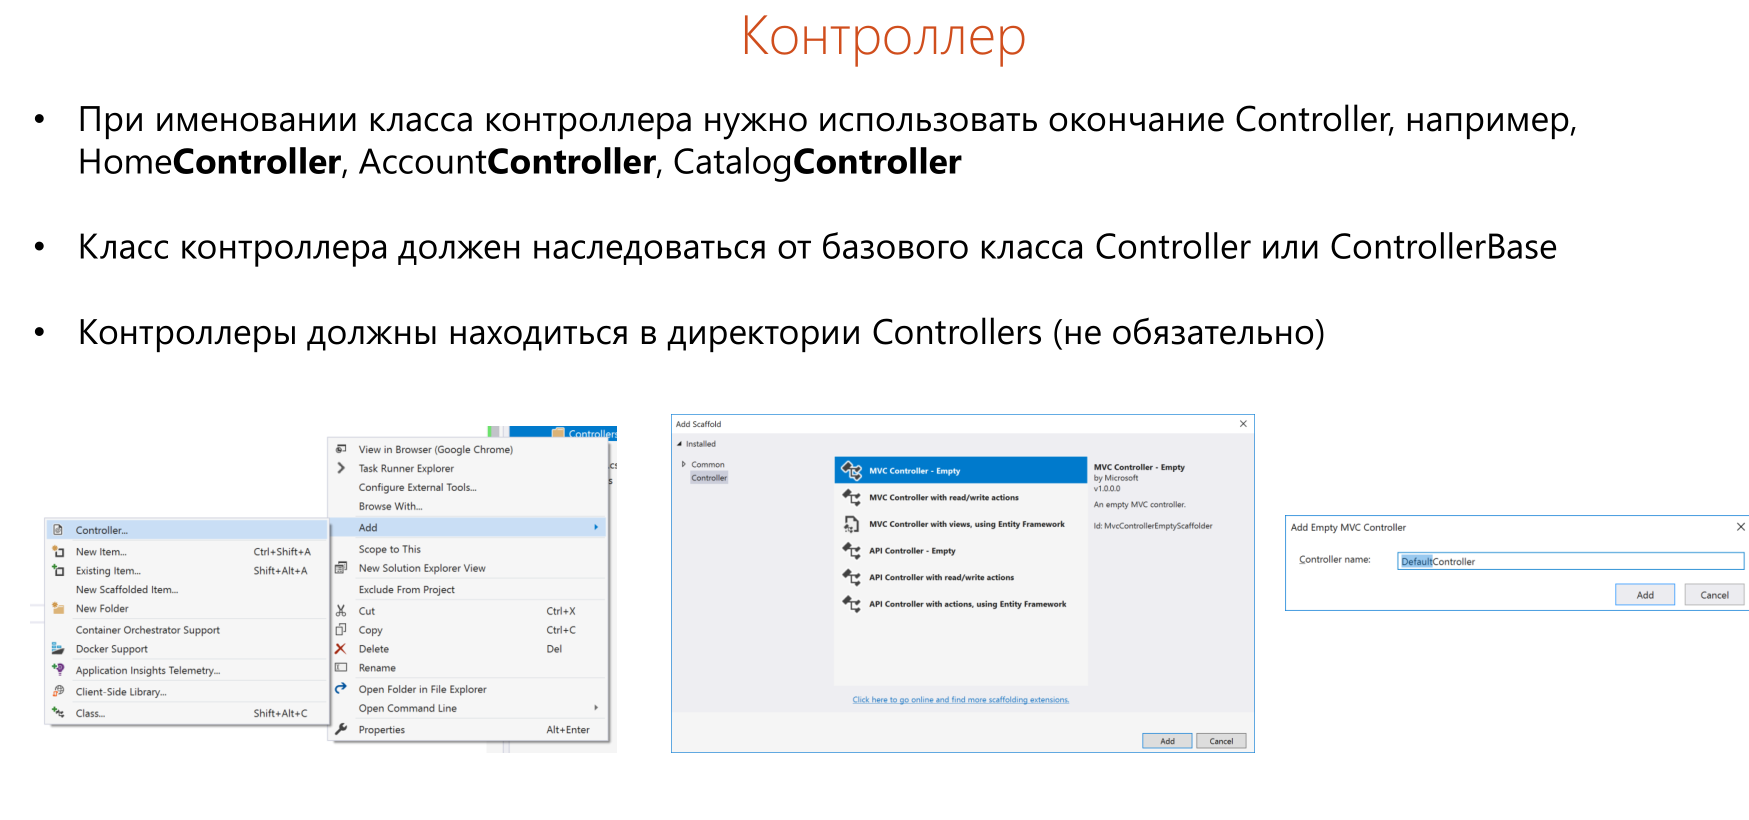 Контроллер
• При именовании класса контроллера нужно использовать окончание Controller, например,
HomeController, AccountController, CatalogController
• Класс контроллера должен наследоваться от базового класса Controller или ControllerBase
• Контроллеры должны находиться в директории Controllers (не обязательно)
Controllers
View in Browser (Google Chrome)
Task Runner Explorer
Configure External Tools...
Browse With...
Add
Scope to This
New Solution Explorer View
Exclude From Project
Cut Ctrl+X
Copy Ctrl+C
Delete Del
Rename
Open Folder in File Explorer
Open Command Line
Properties Alt+Enter
Controller...
New Item... Ctrl+Shift+A
Existing Item... Shift+Alt+A
New Scaffolded Item...
New Folder
Container Orchestrator Support
Docker Support
Application Insights Telemetry...
Client-Side Library...
Class... Shift+Alt+C
Add Scaffold
Installed
Common
Controller
MVC Controller - Empty
MVC Controller with read/write actions
MVC Controller with views, using Entity Framework
API Controller - Empty
API Controller with read/write actions
API Controller with actions, using Entity Framework
MVC Controller - Empty
by Microsoft
v1.0.0.0
An empty MVC controller.
Id: MvcControllerEmptyScaffolder
Click here to go online and find more scaffolding extensions.
Add Cancel
Add Empty MVC Controller
Controller name: DefaultController
Add Cancel